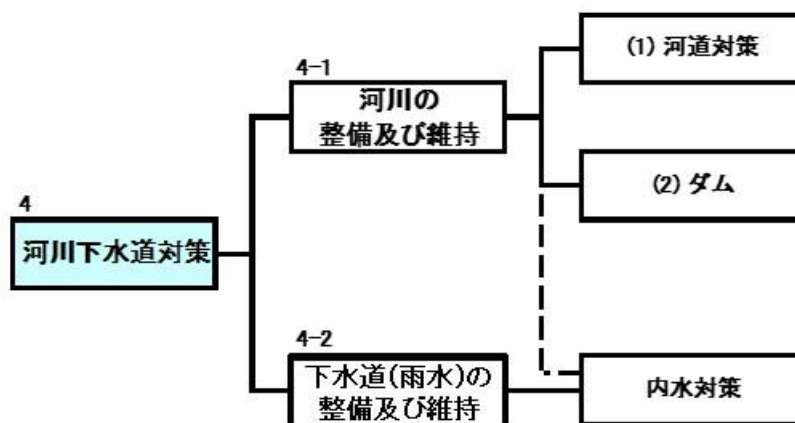 (1) 河道対策
4-1
河川の
整備及び維持
(2) ダム
4
河川下水道対策
4-2
下水道(雨水)の
整備及び維持
内水対策